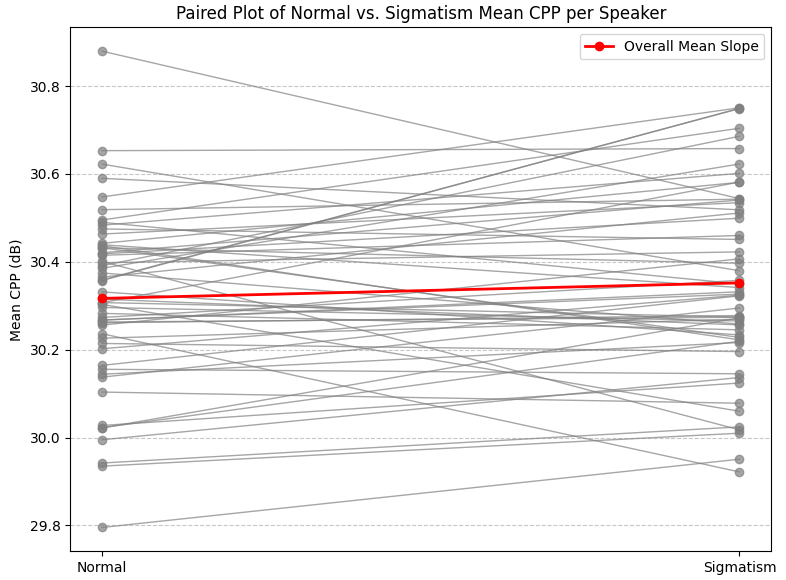 Paired Plot of Normal vs. Sigmatism Mean CPP per Speaker
Overall Mean Slope
Mean CPP (dB)
30.8
30.6
30.4
30.2
30.0
29.8
Normal
Sigmatism